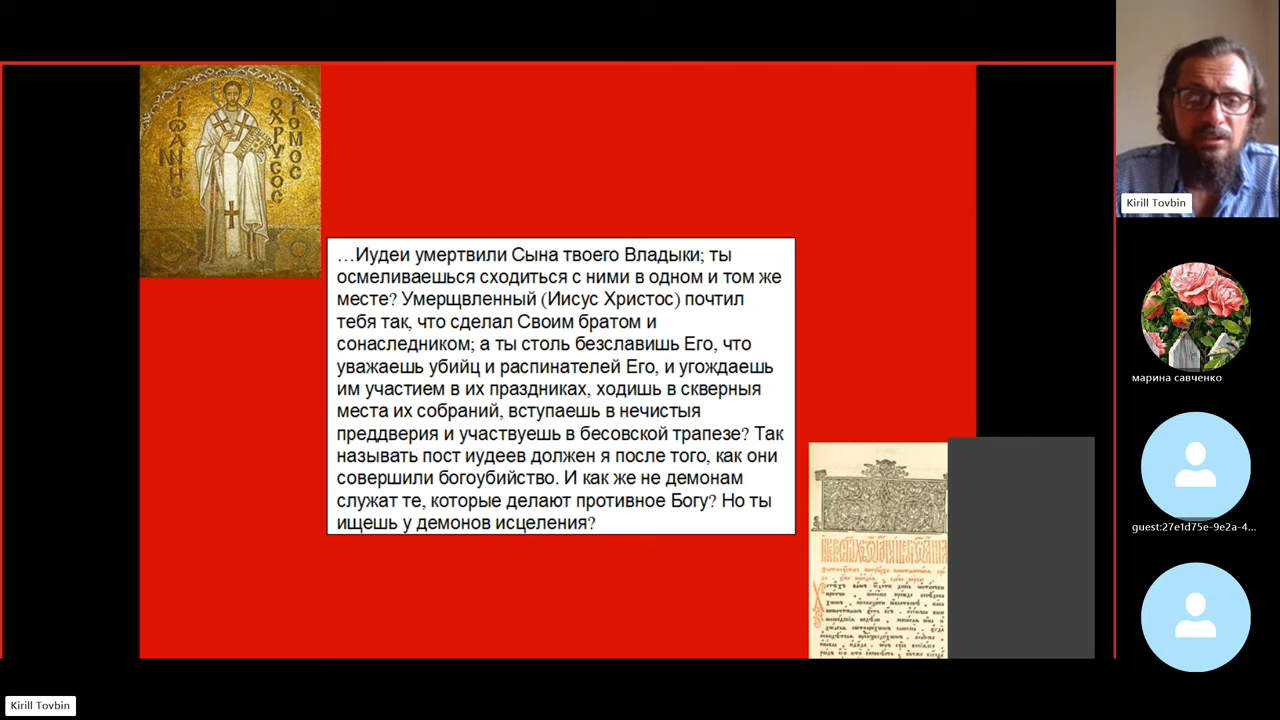 ΙΩΑΝΝΗΣ
Ο ΧΡΥΣΟΣ
ΤΟΜΟΣ
…Иудеи умертвили Сына твоего Владыки; ты
осмеливаешься сходиться с ними в одном и том же
месте? Умерщвленный (Иисус Христос) почтил
тебя так, что сделал Своим братом и
сонаследником; а ты столь безславишь Его, что
уважаешь убийц и распинателей Его, и угождаешь
им участием в их праздниках, ходишь в скверныя
места их собраний, вступаешь в нечистыя
преддверия и участвуешь в бесовской трапезе? Так
называть пост иудеев должен я после того, как они
совершили богоубийство. И как же не демонам
служат те, которые делают противное Богу? Но ты
ищешь у демонов исцеления?
Kirill Tovbin
марина савченко
guest:27e1d75e-9e2a-4...
Kirill Tovbin